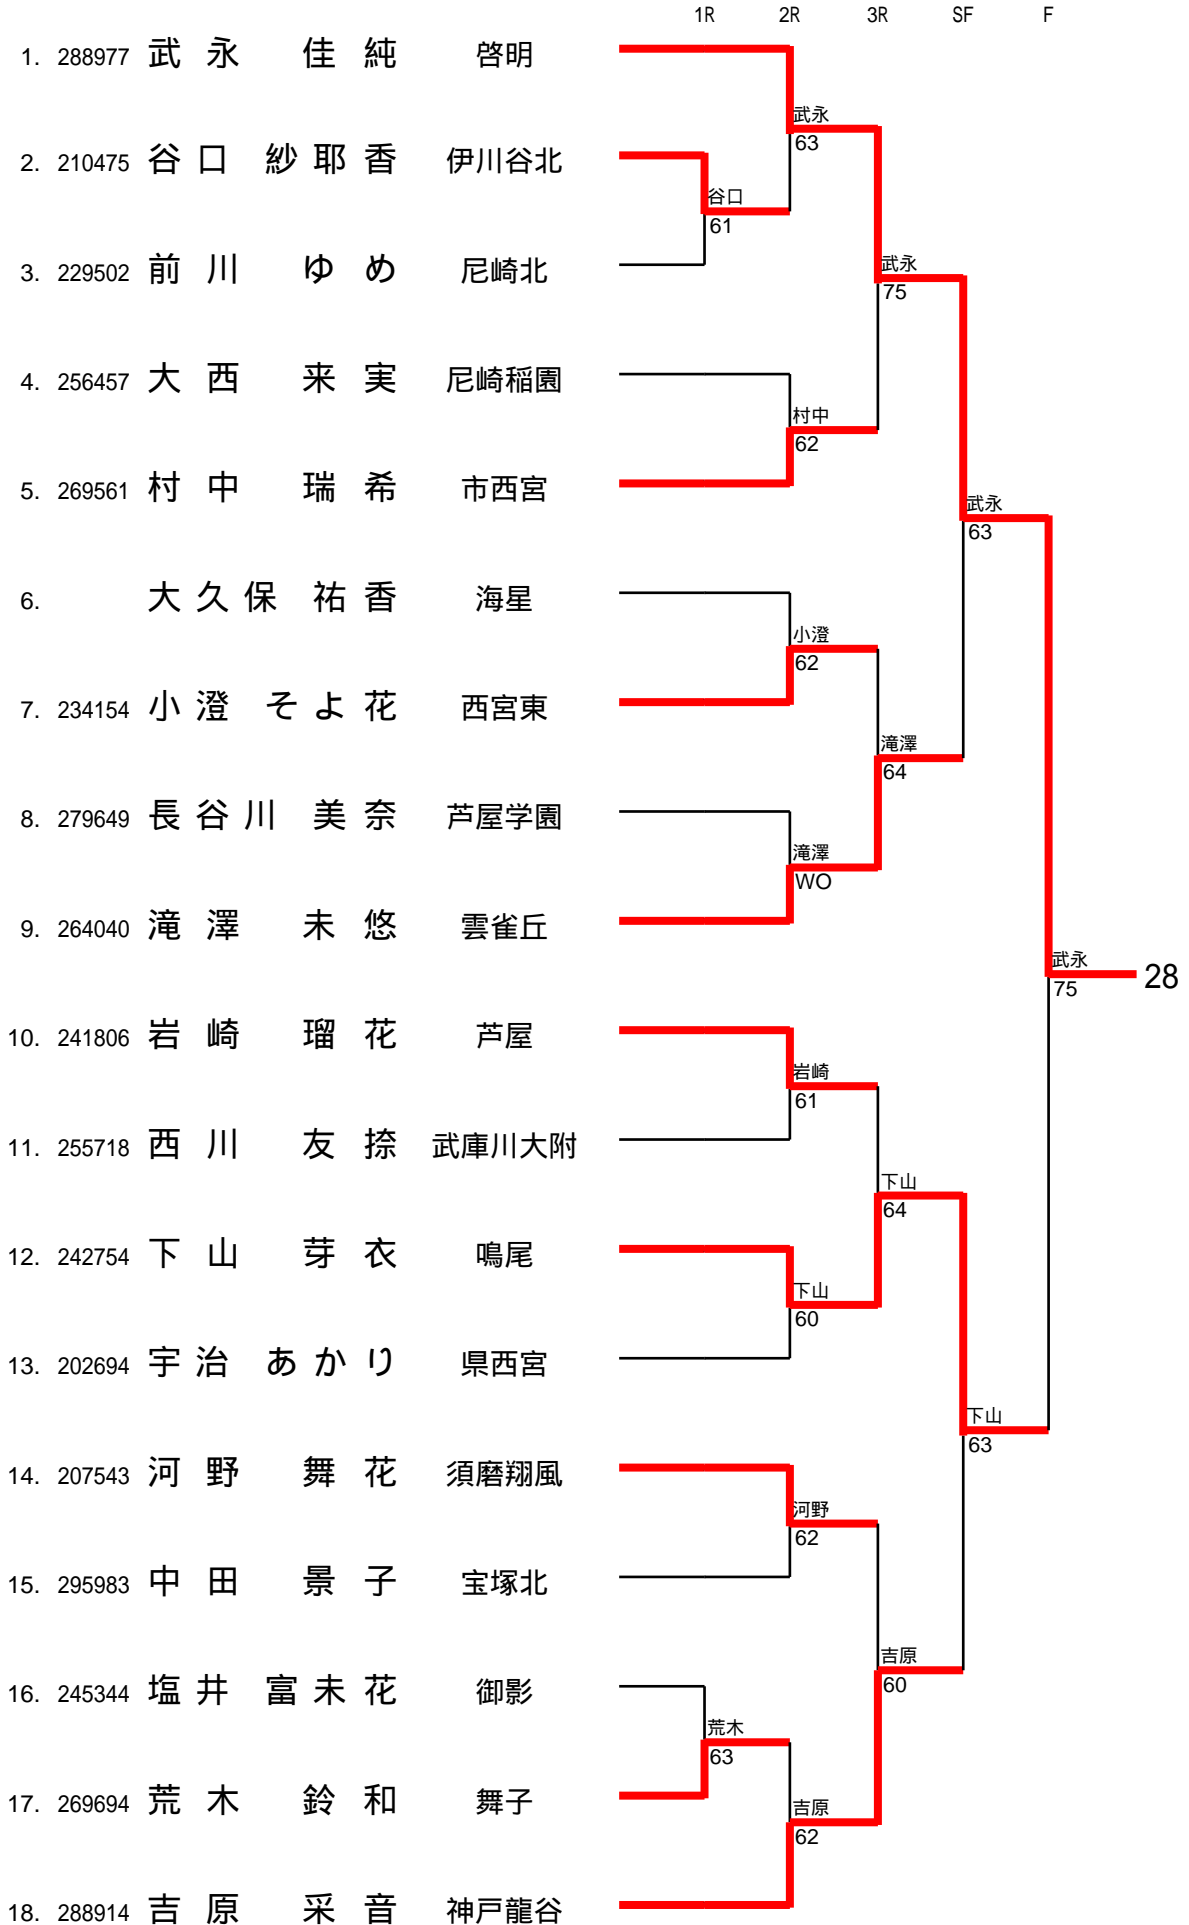 1R 2R 3R SF F
1. 288977 武永 佳純 啓明
武永
63
2. 210475 谷口 紗耶香 伊川谷北
谷口
61
3. 229502 前川 ゆめ 尼崎北
武永
75
4. 256457 大西 来実 尼崎稲園
村中
62
5. 269561 村中 瑞希 市西宮
武永
63
6. 大久保 祐香 海星
小澄
62
7. 234154 小澄 そよ花 西宮東
滝澤
64
8. 279649 長谷川 美奈 芦屋学園
滝澤
WO
9. 264040 滝澤 未悠 雲雀丘
武永
75
28
10. 241806 岩崎 瑠花 芦屋
岩崎
61
11. 255718 西川 友捺 武庫川大附
下山
64
12. 242754 下山 芽衣 鳴尾
下山
60
13. 202694 宇治 あかり 県西宮
下山
63
14. 207543 河野 舞花 須磨翔風
河野
62
15. 295983 中田 景子 宝塚北
吉原
60
16. 245344 塩井 富未花 御影
荒木
63
17. 269694 荒木 鈴和 舞子
吉原
62
18. 288914 吉原 采音 神戸龍谷